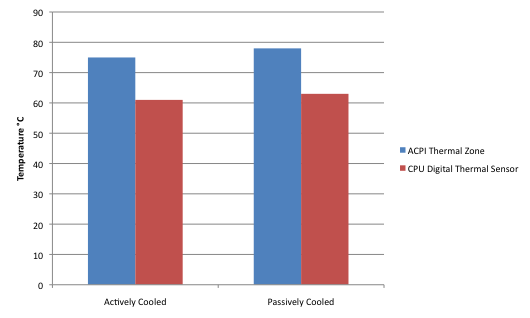 90
80
70
60
50
40
30
20
10
0
Temperature °C
Actively Cooled
Passively Cooled
ACPI Thermal Zone
CPU Digital Thermal Sensor